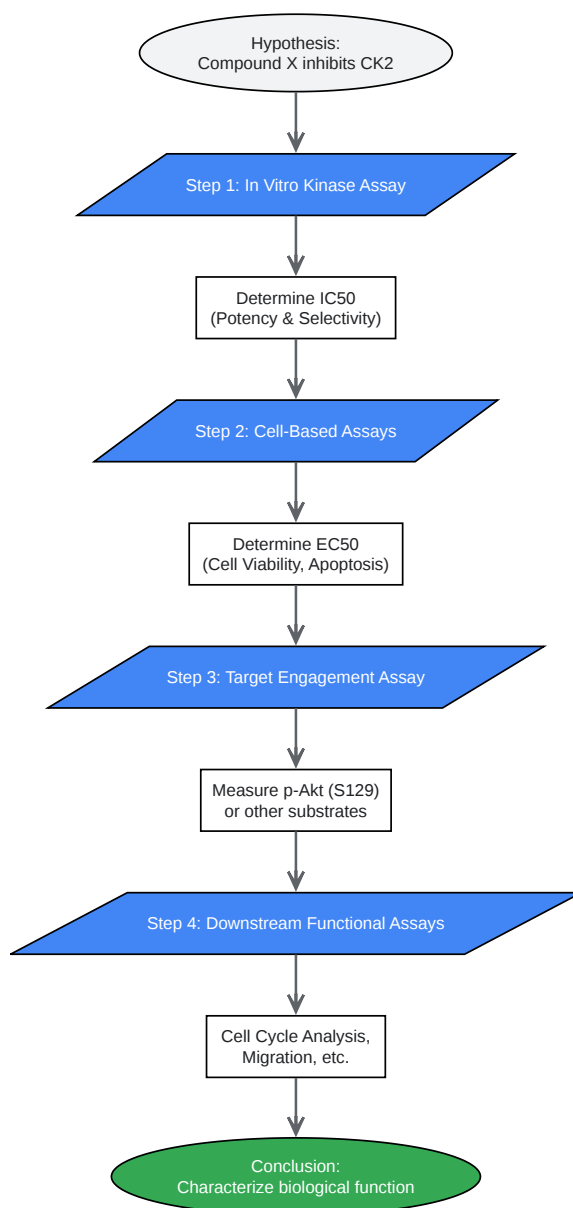 Hypothesis:
Compound X inhibits CK2
Step 1: In Vitro Kinase Assay
Determine IC50
(Potency & Selectivity)
Step 2: Cell-Based Assays
Determine EC50
(Cell Viability, Apoptosis)
Step 3: Target Engagement Assay
Measure p-Akt (S129)
or other substrates
Step 4: Downstream Functional Assays
Cell Cycle Analysis,
Migration, etc.
Conclusion:
Characterize biological function